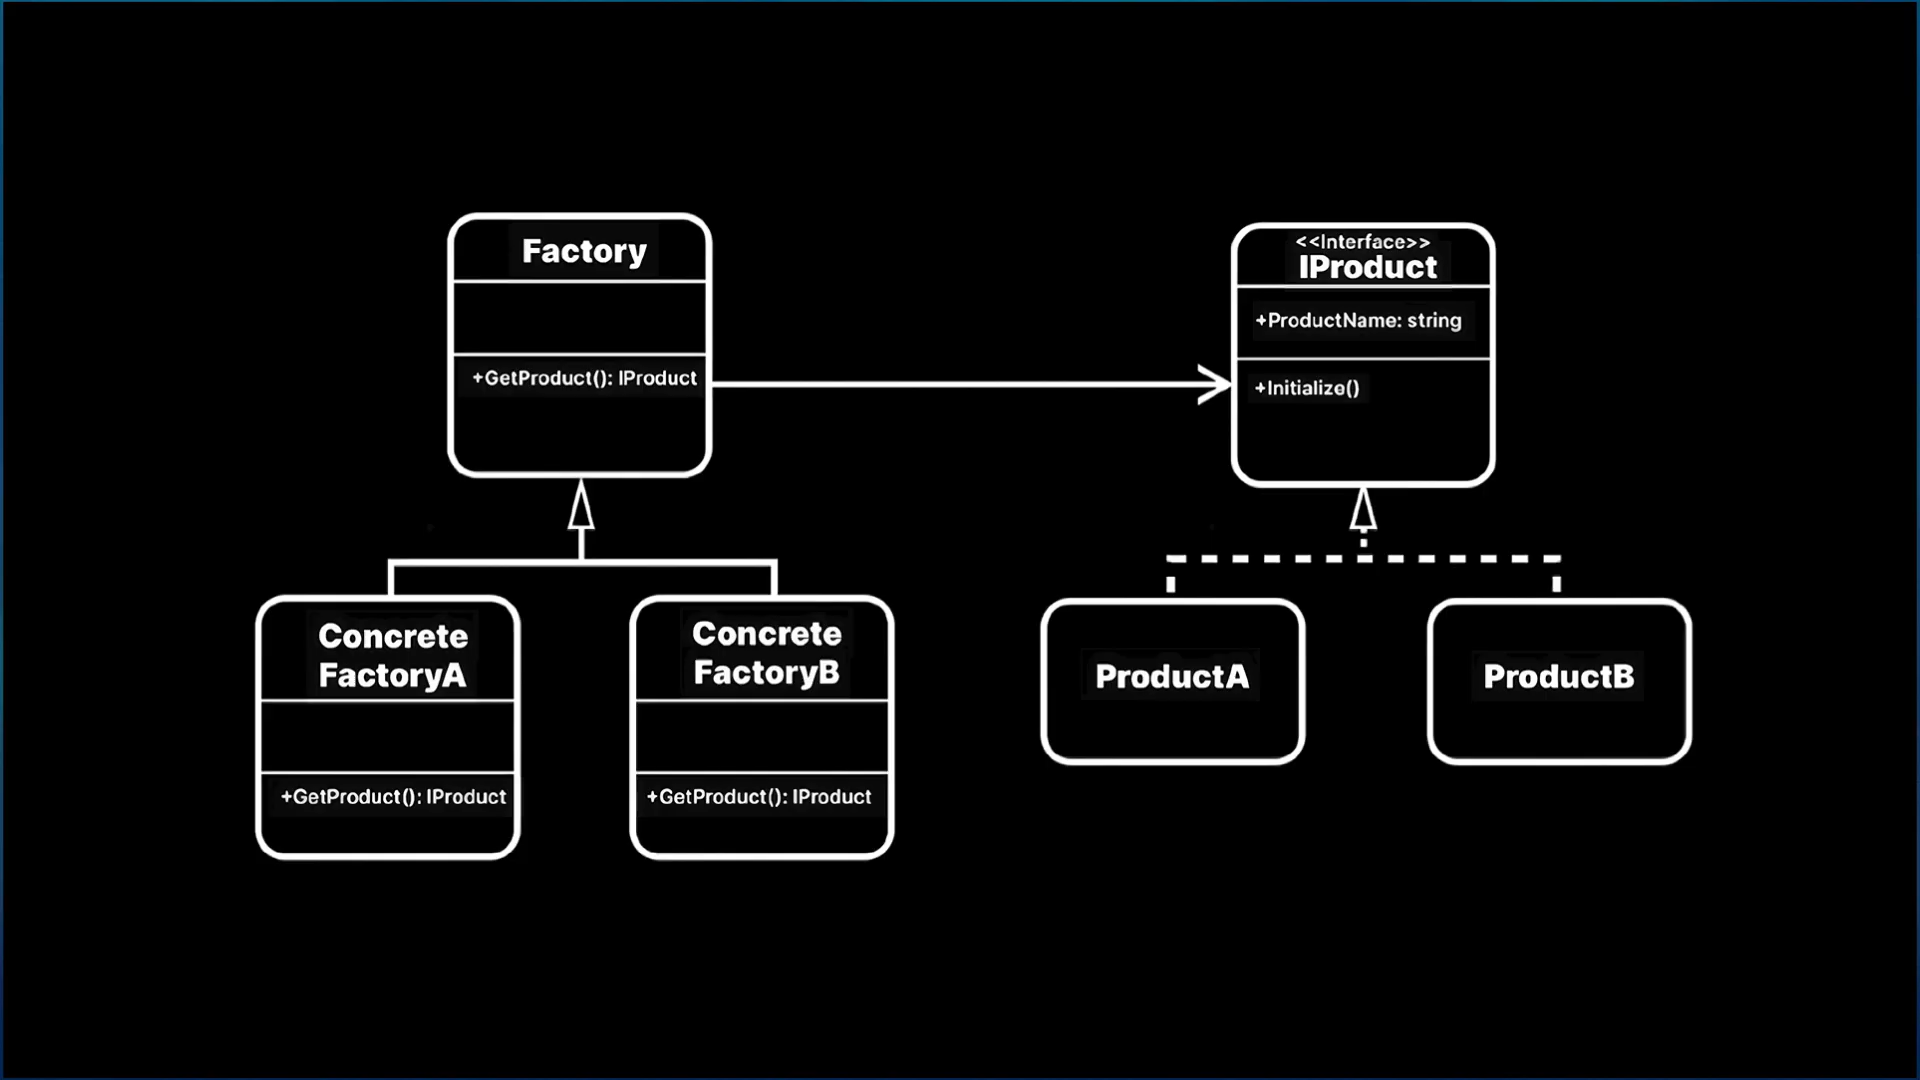 Factory
+GetProduct(): IProduct
<<Interface>>
IProduct
+ProductName: string
+Initialize()
Concrete
FactoryA
+GetProduct(): IProduct
Concrete
FactoryB
+GetProduct(): IProduct
ProductA
ProductB